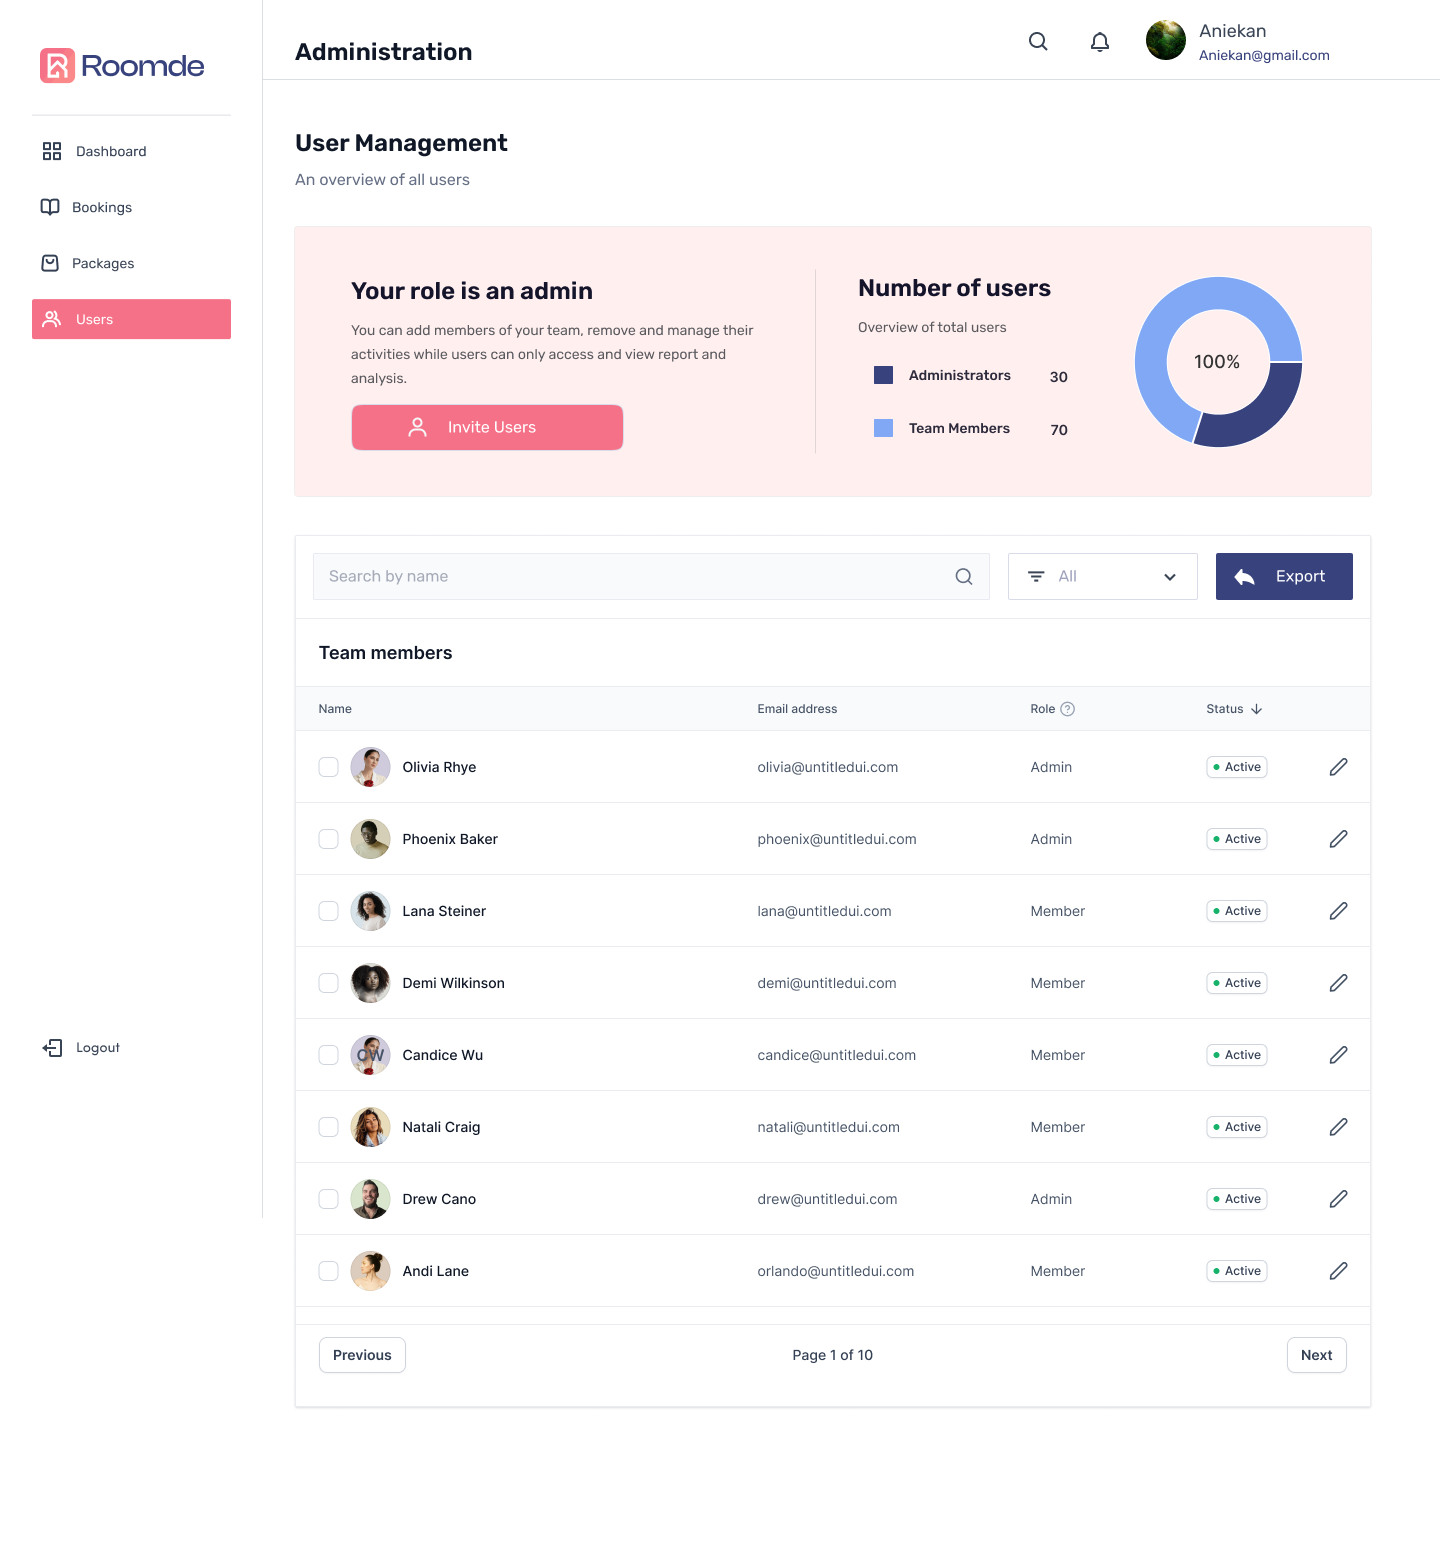 Roomde
Dashboard
Bookings
Packages
Users
Logout
Administration
Aniekan
Aniekan@gmail.com
User Management
An overview of all users
Your role is an admin
You can add members of your team, remove and manage their
activities while users can only access and view report and
analysis.
Invite Users
Number of users
Overview of total users
Administrators 30
Team Members 70
100%
Search by name
All
Export
Team members
Name Email address Role Status
Olivia Rhye olivia@untitledui.com Admin Active
Phoenix Baker phoenix@untitledui.com Admin Active
Lana Steiner lana@untitledui.com Member Active
Demi Wilkinson demi@untitledui.com Member Active
CW Candice Wu candice@untitledui.com Member Active
Natali Craig natali@untitledui.com Member Active
Drew Cano drew@untitledui.com Admin Active
Andi Lane orlando@untitledui.com Member Active
Previous Page 1 of 10 Next